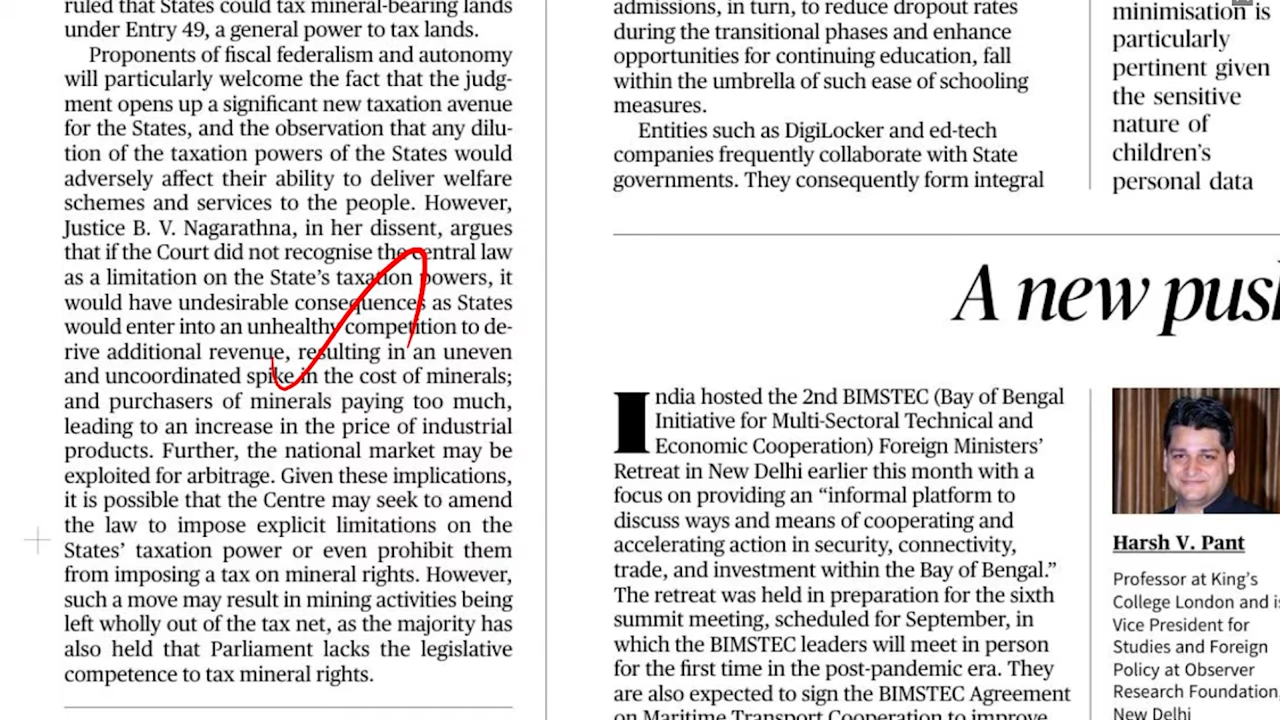 ruled that States could tax mineral-bearing lands
under Entry 49, a general power to tax lands.
Proponents of fiscal federalism and autonomy
will particularly welcome the fact that the judg-
ment opens up a significant new taxation avenue
for the States, and the observation that any dilu-
tion of the taxation powers of the States would
adversely affect their ability to deliver welfare
schemes and services to the people. However,
Justice B. V. Nagarathna, in her dissent, argues
that if the Court did not recognise the central law
as a limitation on the State's taxation powers, it
would have undesirable consequences as States
would enter into an unhealthy competition to de-
rive additional revenue, resulting in an uneven
and uncoordinated spike in the cost of minerals;
and purchasers of minerals paying too much,
leading to an increase in the price of industrial
products. Further, the national market may be
exploited for arbitrage. Given these implications,
it is possible that the Centre may seek to amend
the law to impose explicit limitations on the
States' taxation power or even prohibit them
from imposing a tax on mineral rights. However,
such a move may result in mining activities being
left wholly out of the tax net, as the majority has
also held that Parliament lacks the legislative
competence to tax mineral rights.
admissions, in turn, to reduce dropout rates
during the transitional phases and enhance
opportunities for continuing education, fall
within the umbrella of such ease of schooling
measures.
Entities such as DigiLocker and ed-tech
companies frequently collaborate with State
governments. They consequently form integral
minimisation is
particularly
pertinent given
the sensitive
nature of
children's
personal data
A new push
India hosted the 2nd BIMSTEC (Bay of Bengal
Initiative for Multi-Sectoral Technical and
Economic Cooperation) Foreign Ministers'
Retreat in New Delhi earlier this month with a
focus on providing an “informal platform to
discuss ways and means of cooperating and
accelerating action in security, connectivity,
trade, and investment within the Bay of Bengal.”
The retreat was held in preparation for the sixth
summit meeting, scheduled for September, in
which the BIMSTEC leaders will meet in person
for the first time in the post-pandemic era. They
are also expected to sign the BIMSTEC Agreement
on Maritime Transport Cooperation to improve
Harsh V. Pant
Professor at King's
College London and is
Vice President for
Studies and Foreign
Policy at Observer
Research Foundation,
New Delhi